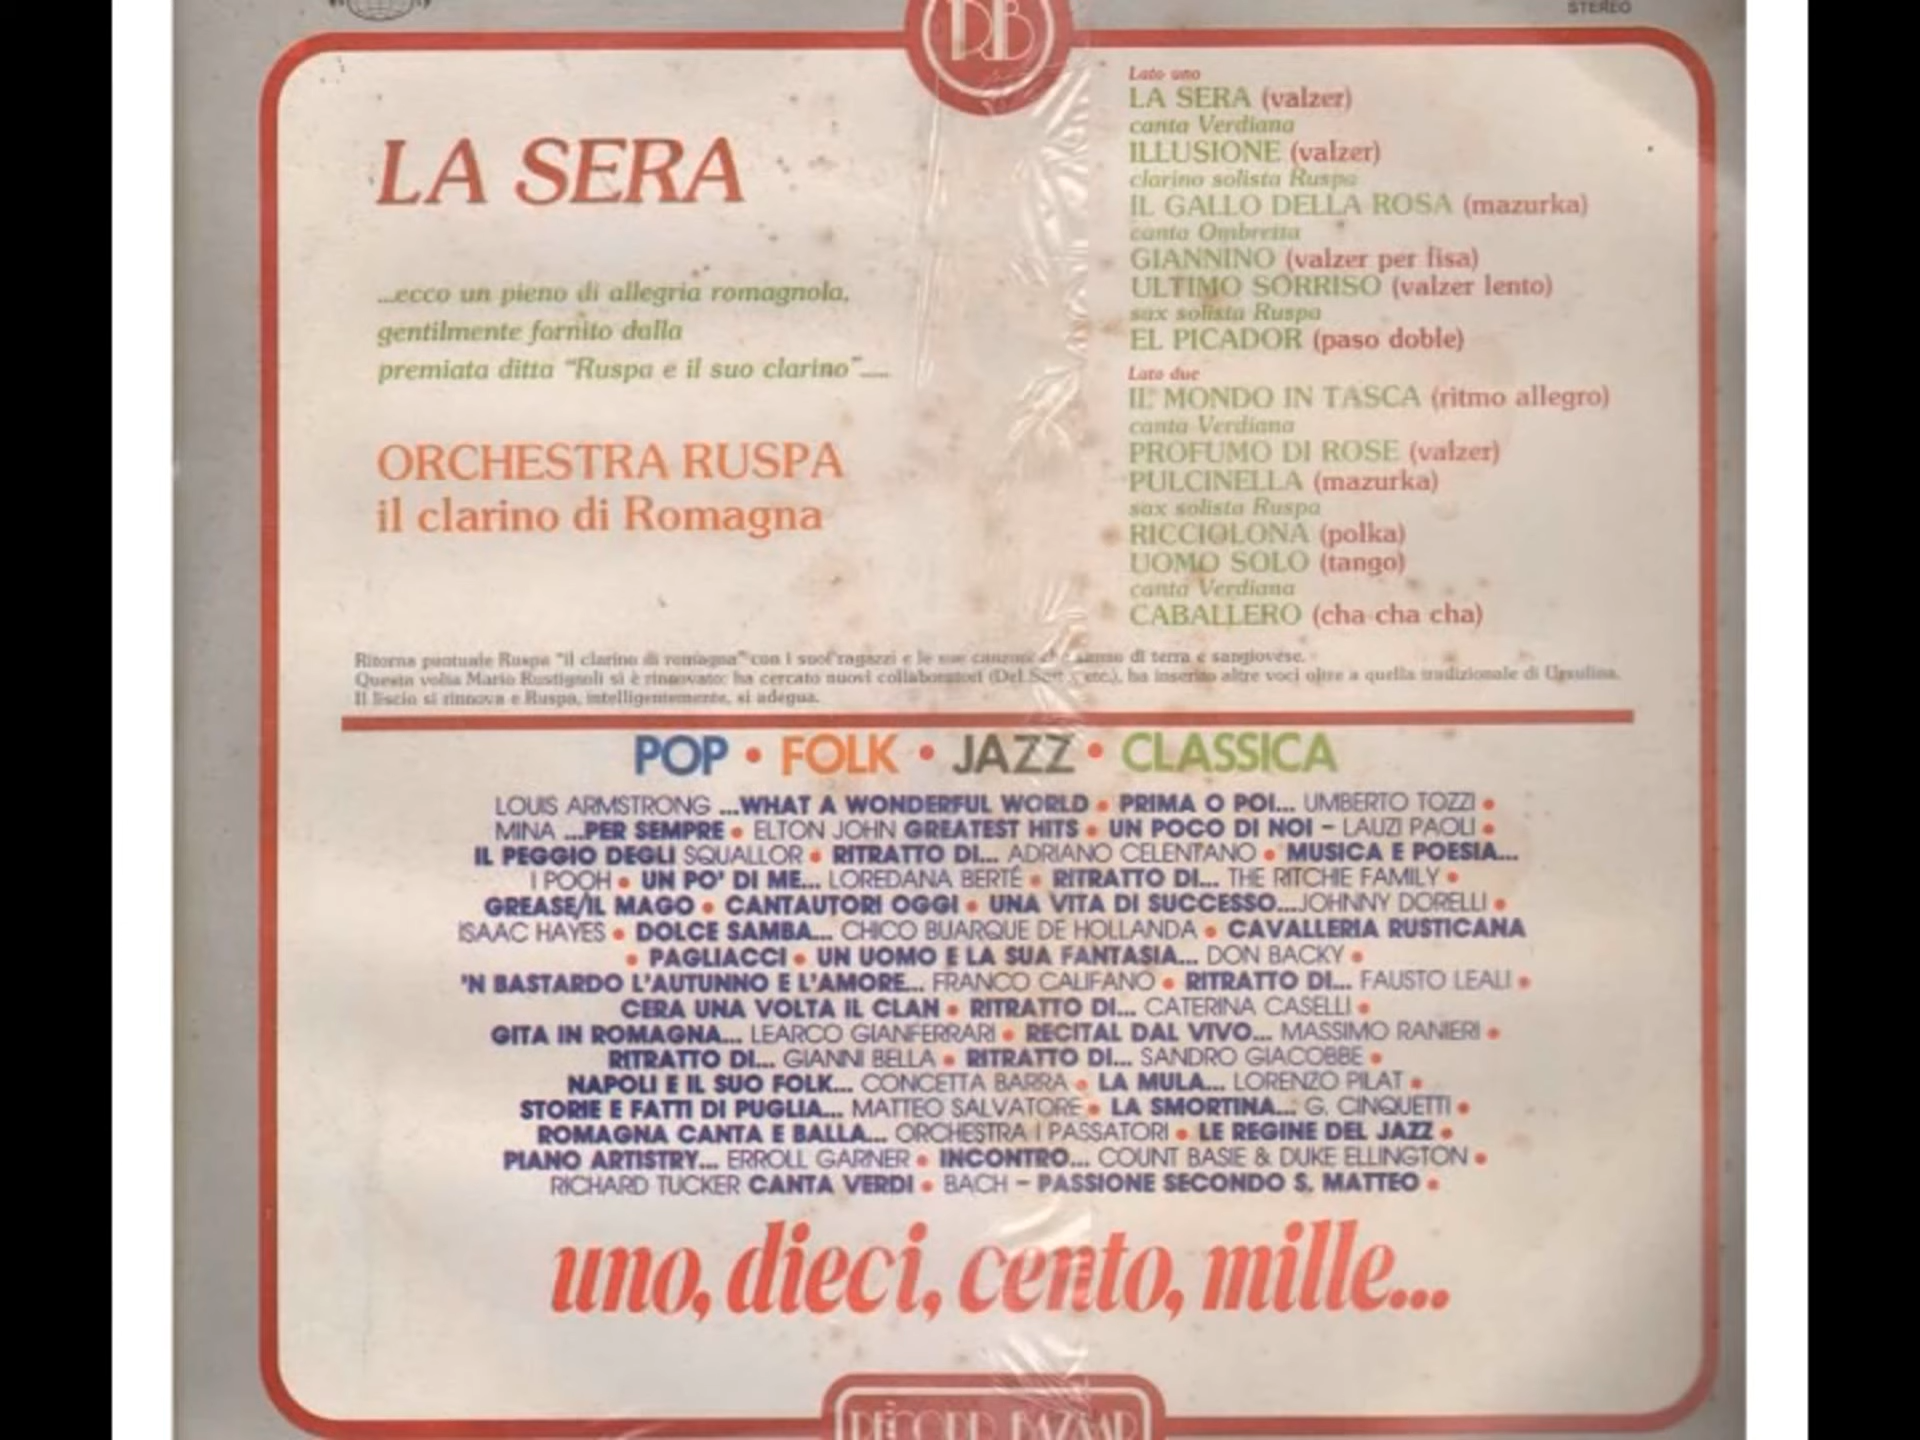 STEREO
RB
LA SERA
...ecco un pieno di allegria romagnola,
gentilmente fornito dalla
premiata ditta "Ruspa e il suo clarino".....
ORCHESTRA RUSPA
il clarino di Romagna
Lato uno
LA SERA (valzer)
canta Verdiana
ILLUSIONE (valzer)
clarino solista Ruspa
IL GALLO DELLA ROSA (mazurka)
canta Ombretta
GIANNINO (valzer per fisa)
ULTIMO SORRISO (valzer lento)
sax solista Ruspa
EL PICADOR (paso doble)
Lato due
IL MONDO IN TASCA (ritmo allegro)
canta Verdiana
PROFUMO DI ROSE (valzer)
PULCINELLA (mazurka)
sax solista Ruspa
RICCIOLONA (polka)
UOMO SOLO (tango)
canta Verdiana
CABALLERO (cha cha cha)
Ritorna puntuale Ruspa "il clarino di romagna" con i suoi ragazzi e le sue canzoni che sanno di terra e sangiovese.
Questa volta Mario Rustignoli si è rinnovato: ha cercato nuovi collaboratori (Del etc.), ha inserito altre voci oltre a quella tradizionale di Ursulina.
Il liscio si rinnova e Ruspa, intelligentemente, si adegua.
POP • FOLK • JAZZ • CLASSICA
LOUIS ARMSTRONG ...WHAT A WONDERFUL WORLD • PRIMA O POI... UMBERTO TOZZI •
MINA ...PER SEMPRE • ELTON JOHN GREATEST HITS • UN POCO DI NOI – LAUZI PAOLI •
IL PEGGIO DEGLI SQUALLOR • RITRATTO DI... ADRIANO CELENTANO • MUSICA E POESIA...
I POOH • UN PO' DI ME... LOREDANA BERTÉ • RITRATTO DI... THE RITCHIE FAMILY •
GREASE/IL MAGO • CANTAUTORI OGGI • UNA VITA DI SUCCESSO...JOHNNY DORELLI •
ISAAC HAYES • DOLCE SAMBA... CHICO BUARQUE DE HOLLANDA • CAVALLERIA RUSTICANA
• PAGLIACCI • UN UOMO E LA SUA FANTASIA... DON BACKY •
'N BASTARDO L'AUTUNNO E L'AMORE... FRANCO CALIFANO • RITRATTO DI... FAUSTO LEALI •
CERA UNA VOLTA IL CLAN • RITRATTO DI... CATERINA CASELLI •
GITA IN ROMAGNA... LEARCO GIANFERRARI • RECITAL DAL VIVO... MASSIMO RANIERI •
RITRATTO DI... GIANNI BELLA • RITRATTO DI... SANDRO GIACOBBE •
NAPOLI E IL SUO FOLK... CONCETTA BARRA • LA MULA... LORENZO PILAT •
STORIE E FATTI DI PUGLIA... MATTEO SALVATORE • LA SMORTINA... G. CINQUETTI •
ROMAGNA CANTA E BALLA... ORCHESTRA I PASSATORI • LE REGINE DEL JAZZ •
PIANO ARTISTRY... ERROLL GARNER • INCONTRO... COUNT BASIE & DUKE ELLINGTON •
RICHARD TUCKER CANTA VERDI • BACH – PASSIONE SECONDO S. MATTEO •
uno, dieci, cento, mille...
RECORD BAZAAR